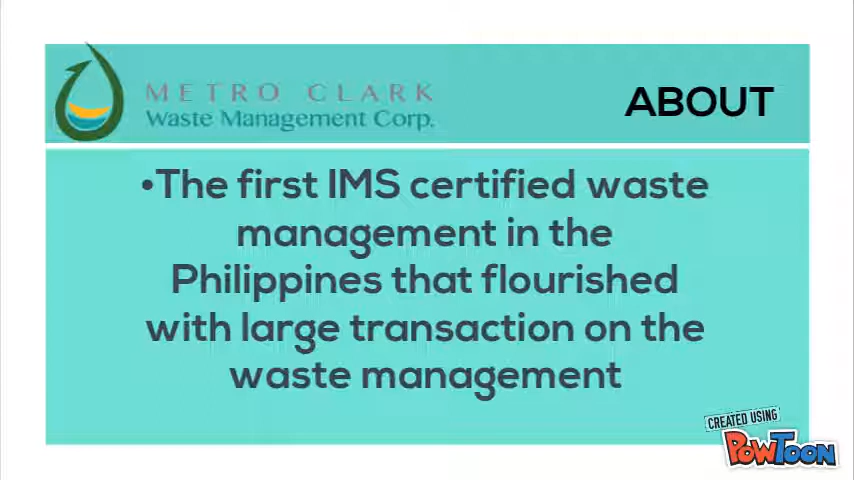 METRO CLARK
Waste Management Corp.
ABOUT
•The first IMS certified waste
management in the
Philippines that flourished
with large transaction on the
waste management
CREATED USING
POWTOON